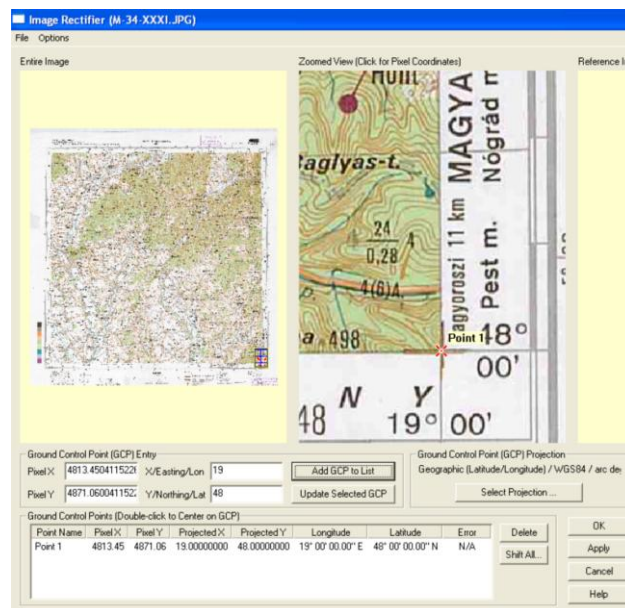 Image Rectifier (M-34-XXXI.JPG)
File Options
Entire Image
Zoomed View (Click for Pixel Coordinates)
Reference I
Hont
MAGYA
Nógrád m
Baglyas-t.
24
0,28
4
4(6)A.
agyoroszi 11 km
Pest m.
a 498
Point 1
48°
00'
48
N Y
19° 00'
Ground Control Point (GCP) Entry
Pixel X 4813.4504115226 X/Easting/Lon 19 Add GCP to List
Pixel Y 4871.060041152 Y/Northing/Lat 48 Update Selected GCP
Ground Control Point (GCP) Projection
Geographic (Latitude/Longitude) / WGS84 / arc de
Select Projection ...
Ground Control Points (Double-click to Center on GCP)
Point Name Pixel X Pixel Y Projected X Projected Y Longitude Latitude Error
Point 1 4813.45 4871.06 19.00000000 48.00000000 19° 00' 00.00" E 48° 00' 00.00" N N/A
Delete
Shift All...
OK
Apply
Cancel
Help